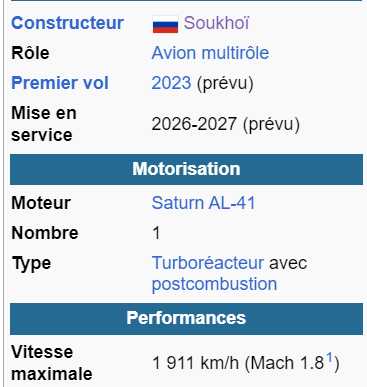 Constructeur Soukhoï
Rôle Avion multirôle
Premier vol 2023 (prévu)
Mise en service 2026-2027 (prévu)
Motorisation
Moteur Saturn AL-41
Nombre 1
Type Turboréacteur avec
postcombustion
Performances
Vitesse maximale 1 911 km/h (Mach 1.8¹)